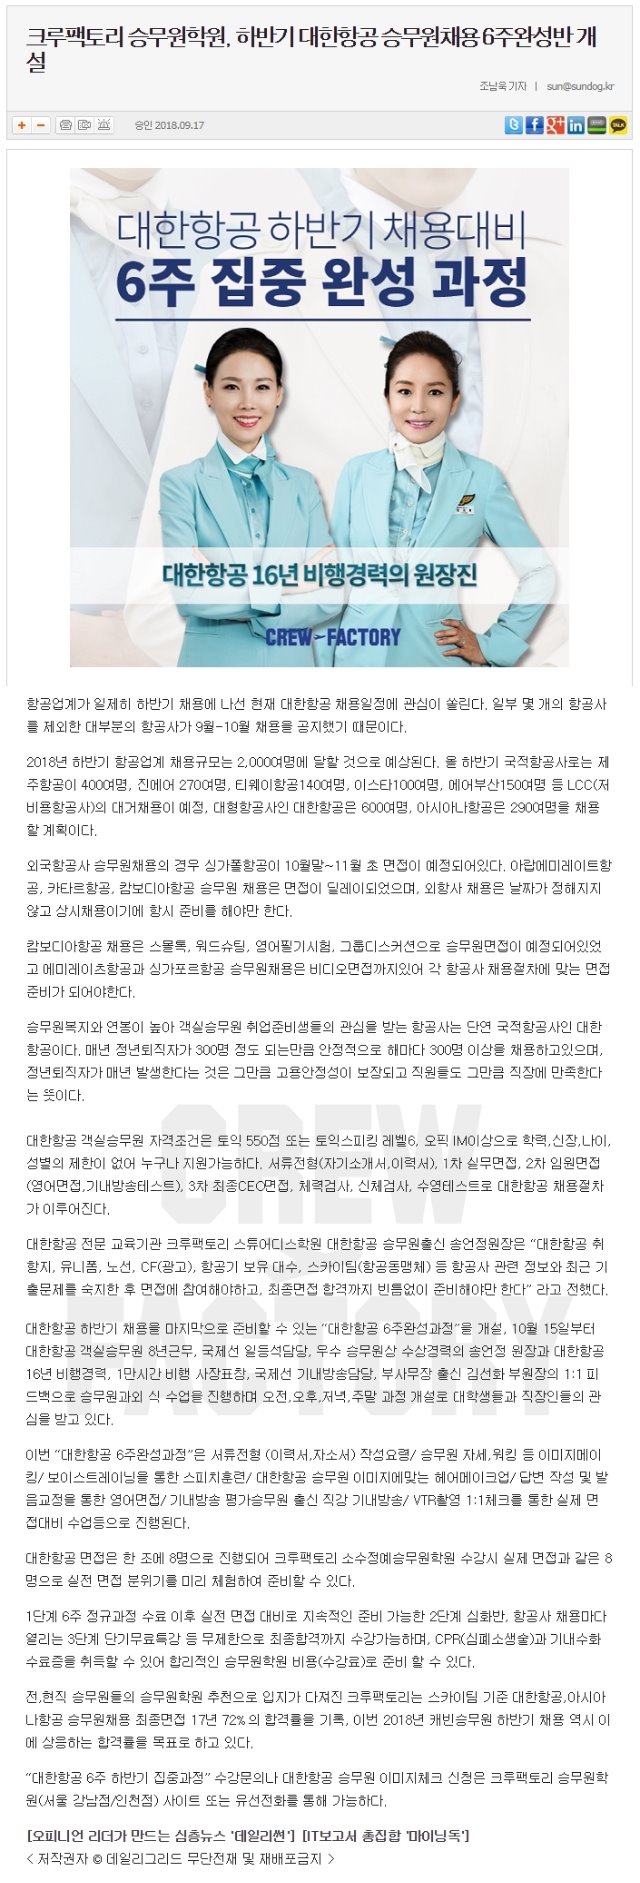 크루팩토리 승무원학원, 하반기 대한항공 승무원채용 6주완성반 개
설
조남욱 기자 | sun@sundog.kr
승인 2018.09.17
대한항공 하반기 채용대비
6주 집중 완성 과정
대한항공 16년 비행경력의 원장진
CREW FACTORY
항공업계가 일제히 하반기 채용에 나선 현재 대한항공 채용일정에 관심이 쏠린다. 일부 몇 개의 항공사
를 제외한 대부분의 항공사가 9월-10월 채용을 공지했기 때문이다.
2018년 하반기 항공업계 채용규모는 2,000여명에 달할 것으로 예상된다. 올 하반기 국적항공사로는 제
주항공이 400여명, 진에어 270여명, 티웨이항공140여명, 이스타100여명, 에어부산150여명 등 LCC(저
비용항공사)의 대거채용이 예정, 대형항공사인 대한항공은 600여명, 아시아나항공은 290여명을 채용
할 계획이다.
외국항공사 승무원채용의 경우 싱가폴항공이 10월말~11월 초 면접이 예정되어있다. 아랍에미레이트항
공, 카타르항공, 캄보디아항공 승무원 채용은 면접이 딜레이되었으며, 외항사 채용은 날짜가 정해지지
않고 상시채용이기에 항시 준비를 해야만 한다.
캄보디아항공 채용은 스몰톡, 워드슈팅, 영어필기시험, 그룹디스커션으로 승무원면접이 예정되어있었
고 에미레이츠항공과 싱가포르항공 승무원채용은 비디오면접까지있어 각 항공사 채용절차에 맞는 면접
준비가 되어야한다.
승무원복지와 연봉이 높아 객실승무원 취업준비생들의 관심을 받는 항공사는 단연 국적항공사인 대한
항공이다. 매년 정년퇴직자가 300명 정도 되는만큼 안정적으로 해마다 300명 이상을 채용하고있으며,
정년퇴직자가 매년 발생한다는 것은 그만큼 고용안정성이 보장되고 직원들도 그만큼 직장에 만족한다
는 뜻이다.
대한항공 객실승무원 자격조건은 토익 550점 또는 토익스피킹 레벨6, 오픽 IM이상으로 학력,신장,나이,
성별의 제한이 없어 누구나 지원가능하다. 서류전형(자기소개서,이력서), 1차 실무면접, 2차 임원면접
(영어면접,기내방송테스트), 3차 최종CEO면접, 체력검사, 신체검사, 수영테스트로 대한항공 채용절차
가 이루어진다.
대한항공 전문 교육기관 크루팩토리 스튜어디스학원 대한항공 승무원출신 송언정원장은 “대한항공 취
항지, 유니폼, 노선, CF(광고), 항공기 보유 대수, 스카이팀(항공동맹체) 등 항공사 관련 정보와 최근 기
출문제를 숙지한 후 면접에 참여해야하고, 최종면접 합격까지 빈틈없이 준비해야만 한다” 라고 전했다.
대한항공 하반기 채용을 마지막으로 준비할 수 있는 “대한항공 6주완성과정”을 개설, 10월 15일부터
대한항공 객실승무원 8년근무, 국제선 일등석담당, 우수 승무원상 수상경력의 송언정 원장과 대한항공
16년 비행경력, 1만시간 비행 사장표창, 국제선 기내방송담당, 부사무장 출신 김선화 부원장의 1:1 피
드백으로 승무원과외 식 수업을 진행하며 오전,오후,저녁,주말 과정 개설로 대학생들과 직장인들의 관
심을 받고 있다.
이번 “대한항공 6주완성과정”은 서류전형 (이력서,자소서) 작성요령/ 승무원 자세,워킹 등 이미지메이
킹/ 보이스트레이닝을 통한 스피치훈련/ 대한항공 승무원 이미지에맞는 헤어메이크업/ 답변 작성 및 발
음교정을 통한 영어면접/ 기내방송 평가승무원 출신 직강 기내방송/ VTR촬영 1:1체크를 통한 실제 면
접대비 수업등으로 진행된다.
대한항공 면접은 한 조에 8명으로 진행되어 크루팩토리 소수정예승무원학원 수강시 실제 면접과 같은 8
명으로 실전 면접 분위기를 미리 체험하여 준비할 수 있다.
1단계 6주 정규과정 수료 이후 실전 면접 대비로 지속적인 준비 가능한 2단계 심화반, 항공사 채용마다
열리는 3단계 단기무료특강 등 무제한으로 최종합격까지 수강가능하며, CPR(심폐소생술)과 기내수화
수료증을 취득할 수 있어 합리적인 승무원학원 비용(수강료)로 준비 할 수 있다.
전,현직 승무원들의 승무원학원 추천으로 입지가 다져진 크루팩토리는 스카이팀 기준 대한항공,아시아
나항공 승무원채용 최종면접 17년 72%의 합격률을 기록, 이번 2018년 캐빈승무원 하반기 채용 역시 이
에 상응하는 합격률을 목표로 하고 있다.
“대한항공 6주 하반기 집중과정” 수강문의나 대한항공 승무원 이미지체크 신청은 크루팩토리 승무원학
원(서울 강남점/인천점) 사이트 또는 유선전화를 통해 가능하다.
[오피니언 리더가 만드는 심층뉴스 '데일리썬'] [IT보고서 총집합 '마이닝독']
< 저작권자 © 데일리그리드 무단전재 및 재배포금지 >
CREW
FACTORY